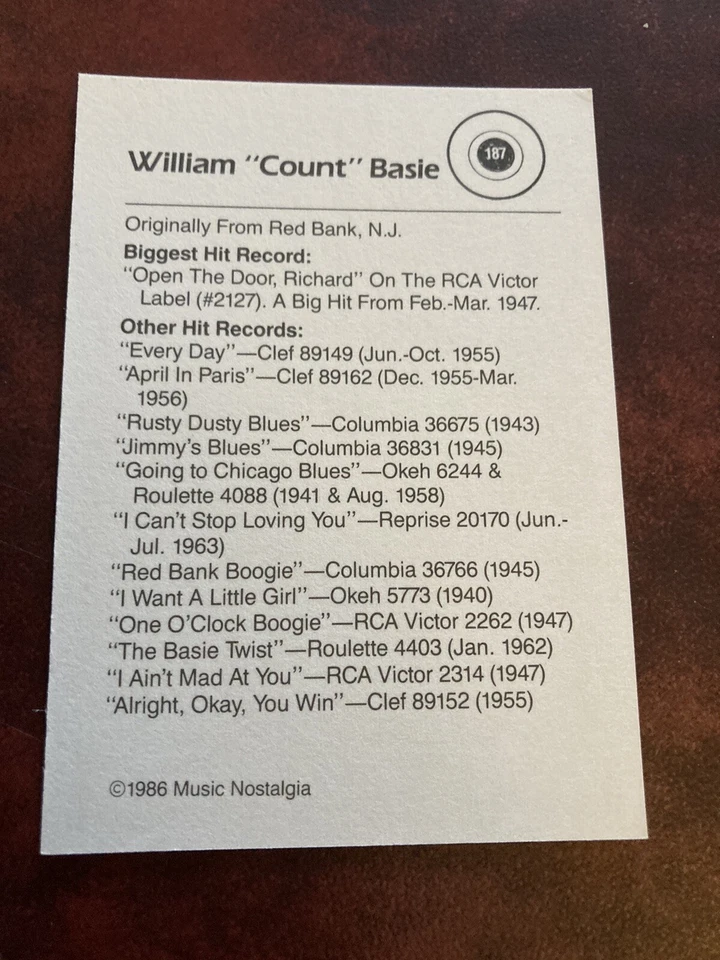 William "Count" Basie
187
Originally From Red Bank, N.J.
Biggest Hit Record:
"Open The Door, Richard" On The RCA Victor
Label (#2127). A Big Hit From Feb.-Mar. 1947.
Other Hit Records:
"Every Day"—Clef 89149 (Jun.-Oct. 1955)
"April In Paris"—Clef 89162 (Dec. 1955-Mar.
1956)
"Rusty Dusty Blues"—Columbia 36675 (1943)
"Jimmy's Blues"—Columbia 36831 (1945)
"Going to Chicago Blues"—Okeh 6244 &
Roulette 4088 (1941 & Aug. 1958)
"I Can't Stop Loving You"—Reprise 20170 (Jun.-
Jul. 1963)
"Red Bank Boogie"—Columbia 36766 (1945)
"I Want A Little Girl"—Okeh 5773 (1940)
"One O'Clock Boogie"—RCA Victor 2262 (1947)
"The Basie Twist"—Roulette 4403 (Jan. 1962)
"I Ain't Mad At You"—RCA Victor 2314 (1947)
"Alright, Okay, You Win"—Clef 89152 (1955)
©1986 Music Nostalgia